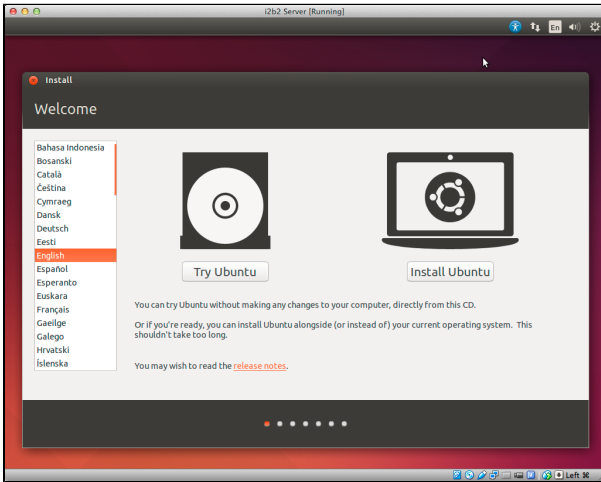 i2b2 Server [Running]
En
Install
Welcome
Bahasa Indonesia
Bosanski
Català
Čeština
Cymraeg
Dansk
Deutsch
Eesti
English
Español
Esperanto
Euskara
Français
Gaeilge
Galego
Hrvatski
Íslenska
Try Ubuntu
Install Ubuntu
You can try Ubuntu without making any changes to your computer, directly from this CD.
Or if you're ready, you can install Ubuntu alongside (or instead of) your current operating system. This
shouldn't take too long.
You may wish to read the release notes.
Left ⌘